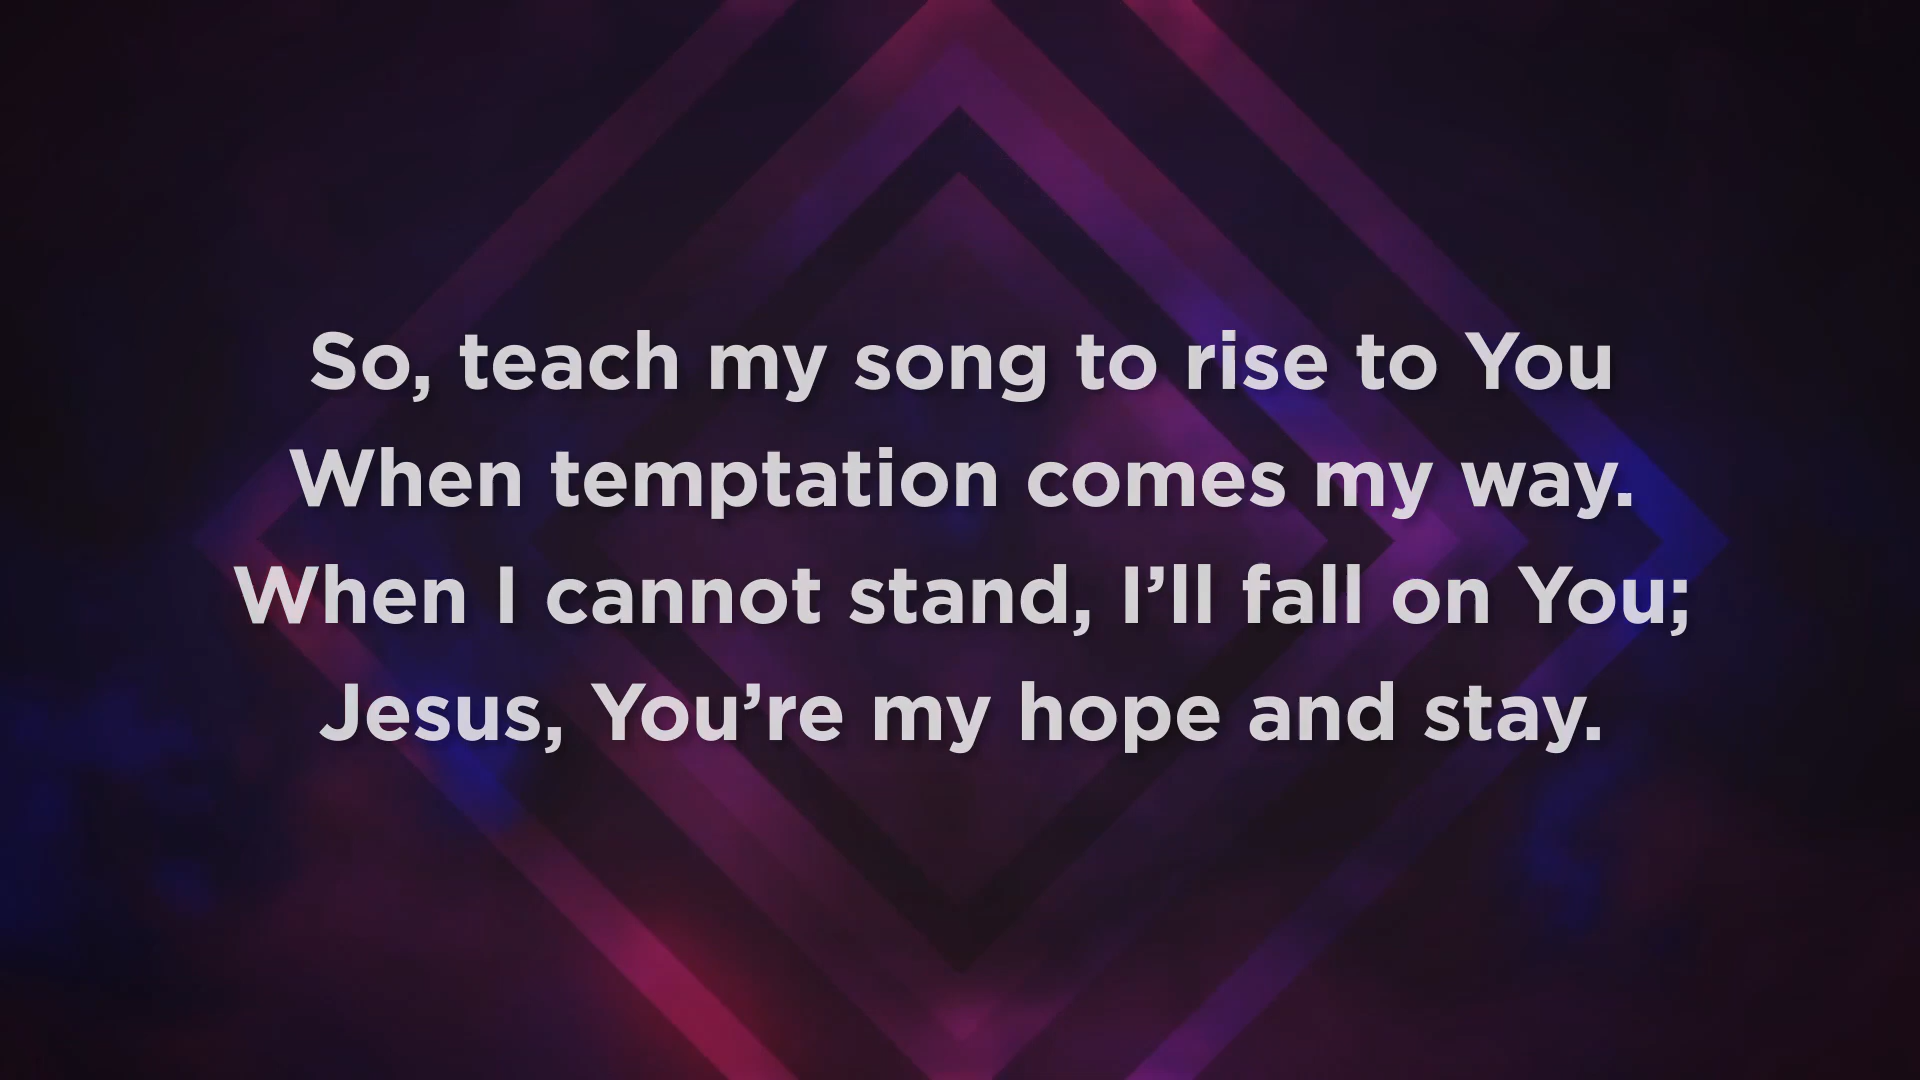 So, teach my song to rise to You
When temptation comes my way.
When I cannot stand, I’ll fall on You;
Jesus, You’re my hope and stay.